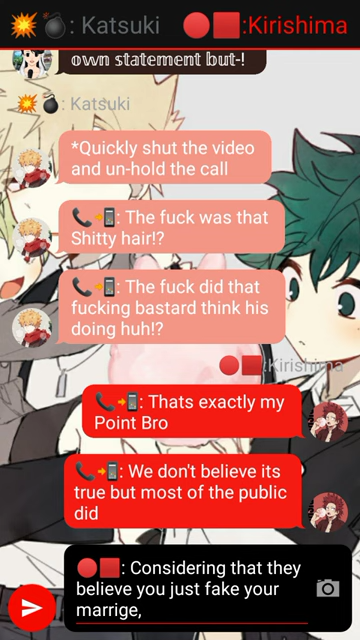 💥💣: Katsuki 🔴🟥:Kirishima
own statement but-!
💥💣: Katsuki
*Quickly shut the video
and un-hold the call
📞➡📱: The fuck was that
Shitty hair!?
📞➡📱: The fuck did that
fucking bastard think his
doing huh!?
🔴🟥:Kirishima
📞➡📱: Thats exactly my
Point Bro
📞➡📱: We don't believe its
true but most of the public
did
🔴🟥: Considering that they
believe you just fake your
marrige,